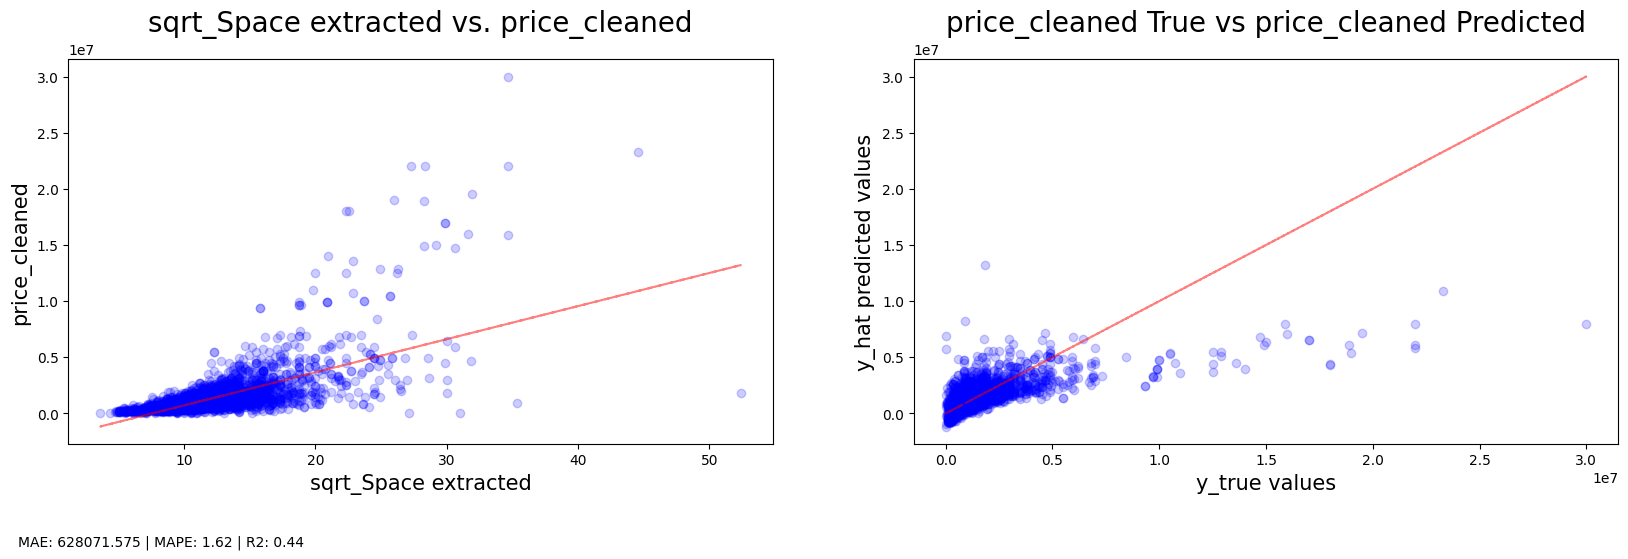 sqrt_Space extracted vs. price_cleaned
1e7
3.0
2.5
2.0
1.5
1.0
0.5
0.0
price_cleaned
10 20 30 40 50
sqrt_Space extracted
price_cleaned True vs price_cleaned Predicted
1e7
3.0
2.5
2.0
1.5
1.0
0.5
0.0
y_hat predicted values
0.0 0.5 1.0 1.5 2.0 2.5 3.0
1e7
y_true values
MAE: 628071.575 | MAPE: 1.62 | R2: 0.44